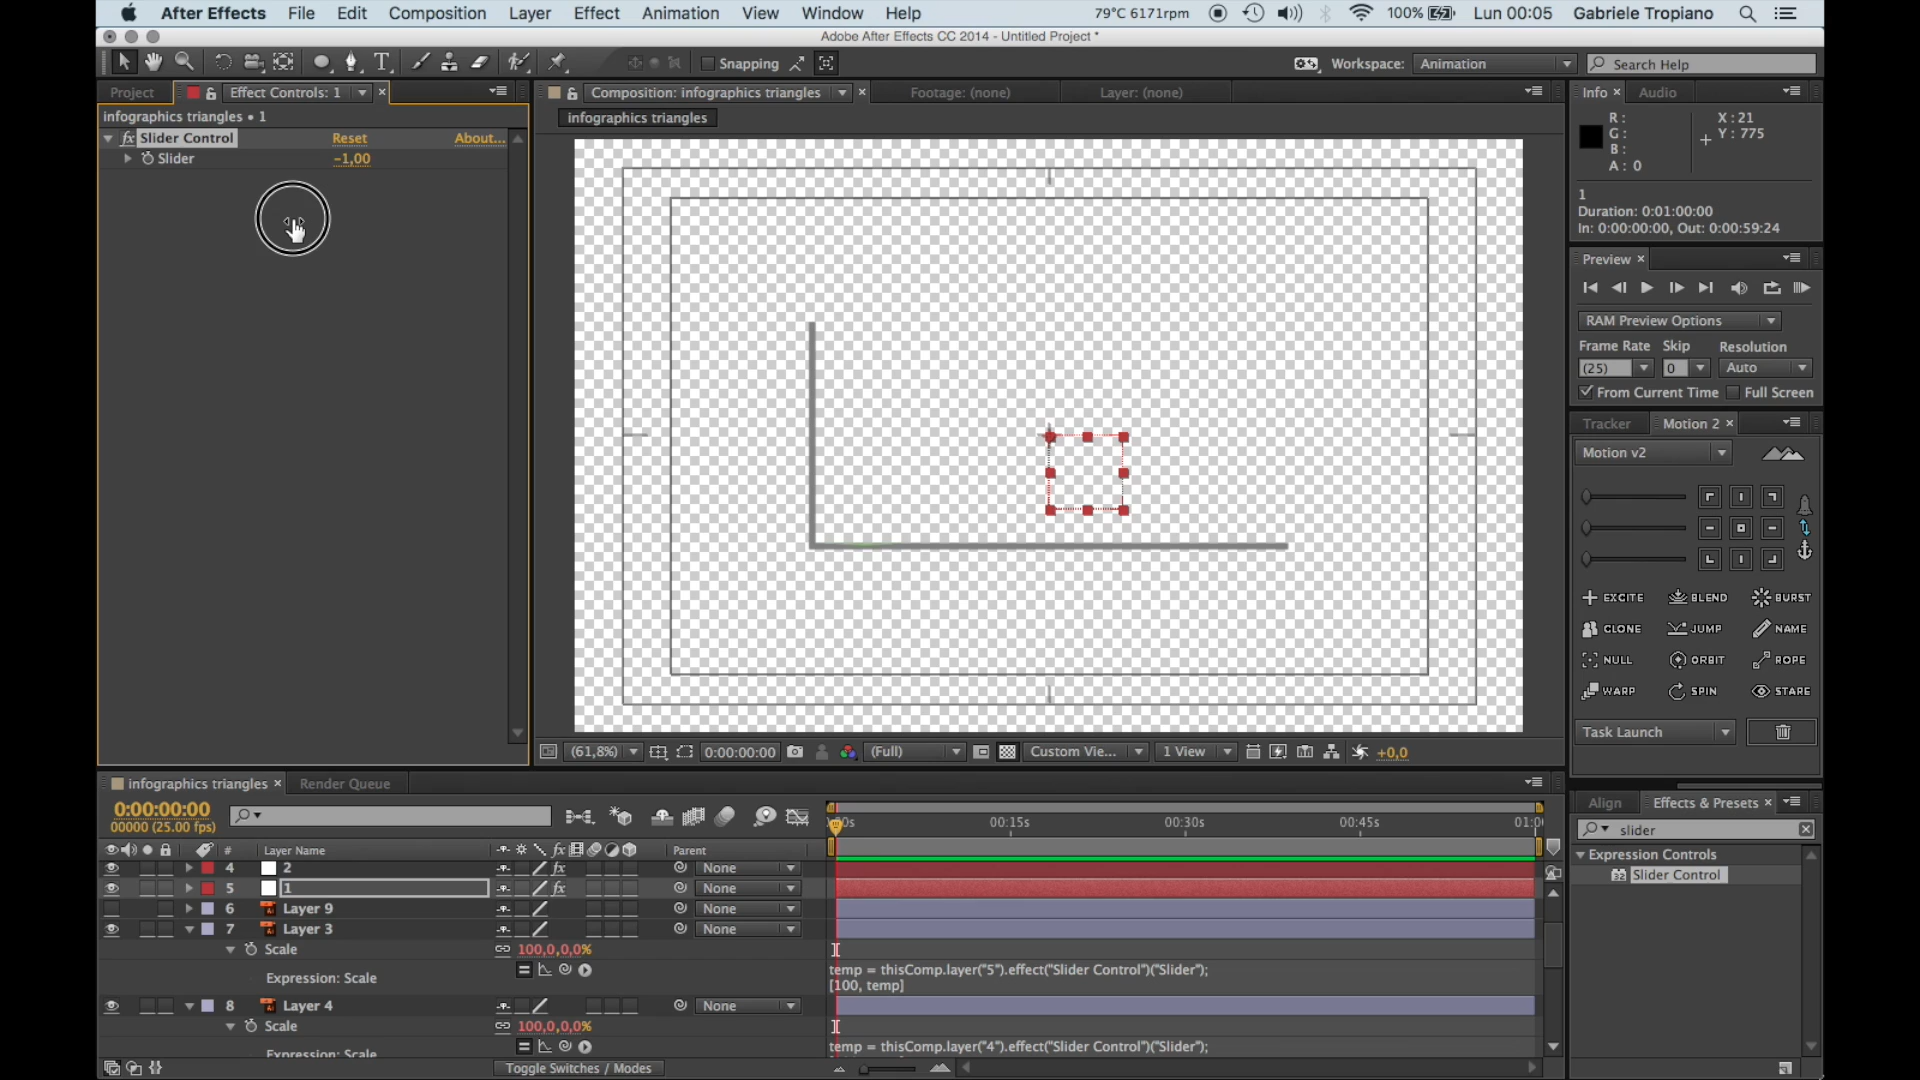 After Effects File Edit Composition Layer Effect Animation View Window Help 79°C 6171rpm 100% Lun 00:05 Gabriele Tropiano
Adobe After Effects CC 2014 - Untitled Project *
Snapping Workspace: Animation Search Help
Project Effect Controls: 1 Composition: infographics triangles Footage: (none) Layer: (none) Info Audio
infographics triangles • 1
infographics triangles
fx Slider Control Reset About...
Slider -1,00
R: X: 21
G: Y: 775
B:
A: 0
1
Duration: 0:01:00:00
In: 0:00:00:00, Out: 0:00:59:24
Preview
RAM Preview Options
Frame Rate Skip Resolution
(25) 0 Auto
From Current Time Full Screen
Tracker Motion 2
Motion v2
EXCITE BLEND BURST
CLONE JUMP NAME
NULL ORBIT ROPE
WARP SPIN STARE
Task Launch
(61,8%) 0:00:00:00 (Full) Custom Vie... 1 View +0,0
infographics triangles Render Queue
0:00:00:00
00000 (25.00 fps)
00:15s 00:30s 00:45s
# Layer Name fx Parent
4 2 fx None
5 1 fx None
6 Layer 9 None
7 Layer 3 None
Scale 100,0,0,0%
Expression: Scale
temp = thisComp.layer("5").effect("Slider Control")("Slider");
[100, temp]
8 Layer 4 None
Scale 100,0,0,0%
Expression: Scale
temp = thisComp.layer("4").effect("Slider Control")("Slider");
Toggle Switches / Modes
Align Effects & Presets
slider
Expression Controls
Slider Control